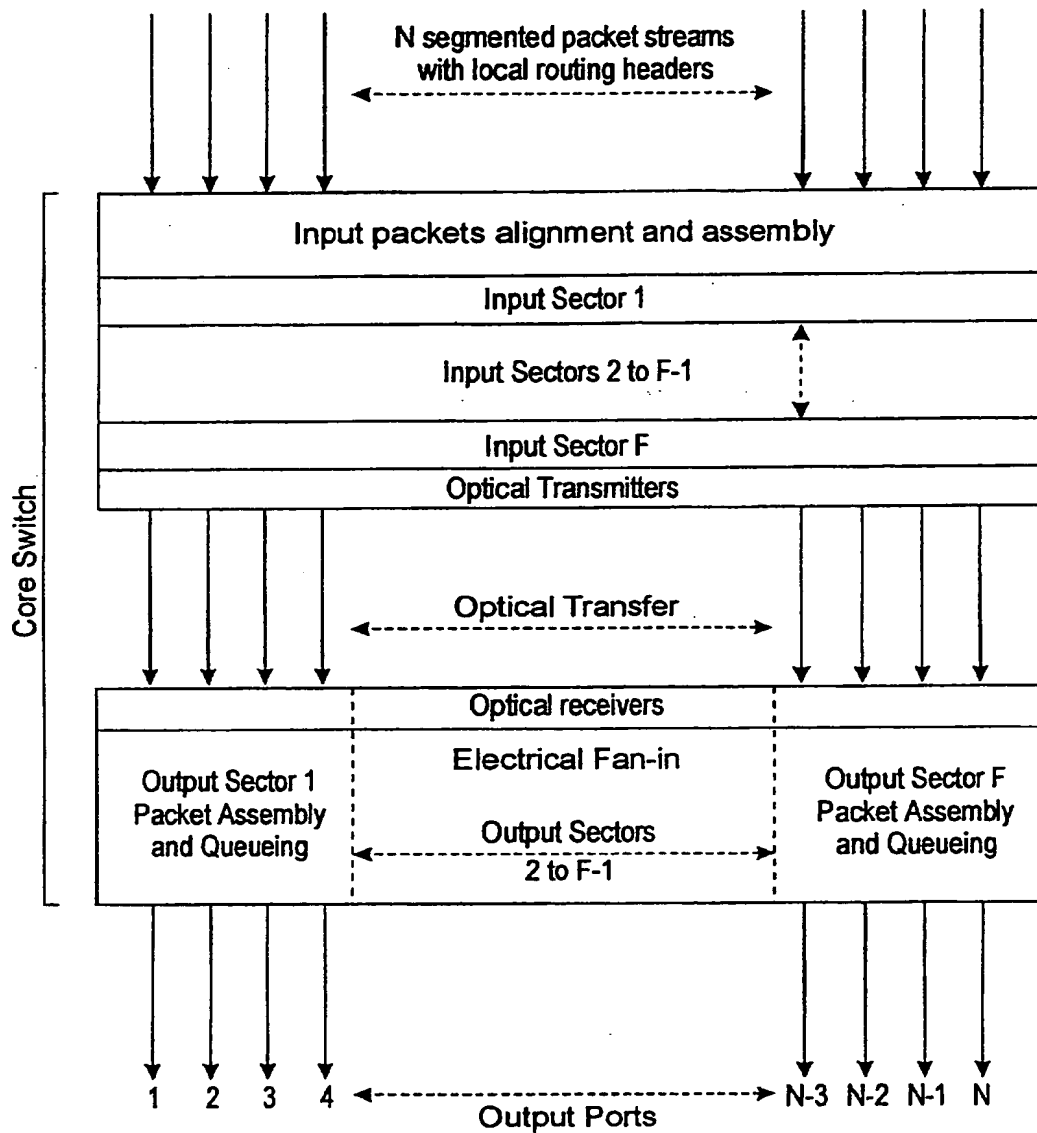 N segmented packet streams
with local routing headers
Input packets alignment and assembly
Input Sector 1
Input Sectors 2 to F-1
Input Sector F
Optical Transmitters
Core Switch
Optical Transfer
Optical receivers
Electrical Fan-in
Output Sector 1
Packet Assembly
and Queueing
Output Sectors
2 to F-1
Output Sector F
Packet Assembly
and Queueing
1 2 3 4 N-3 N-2 N-1 N
Output Ports